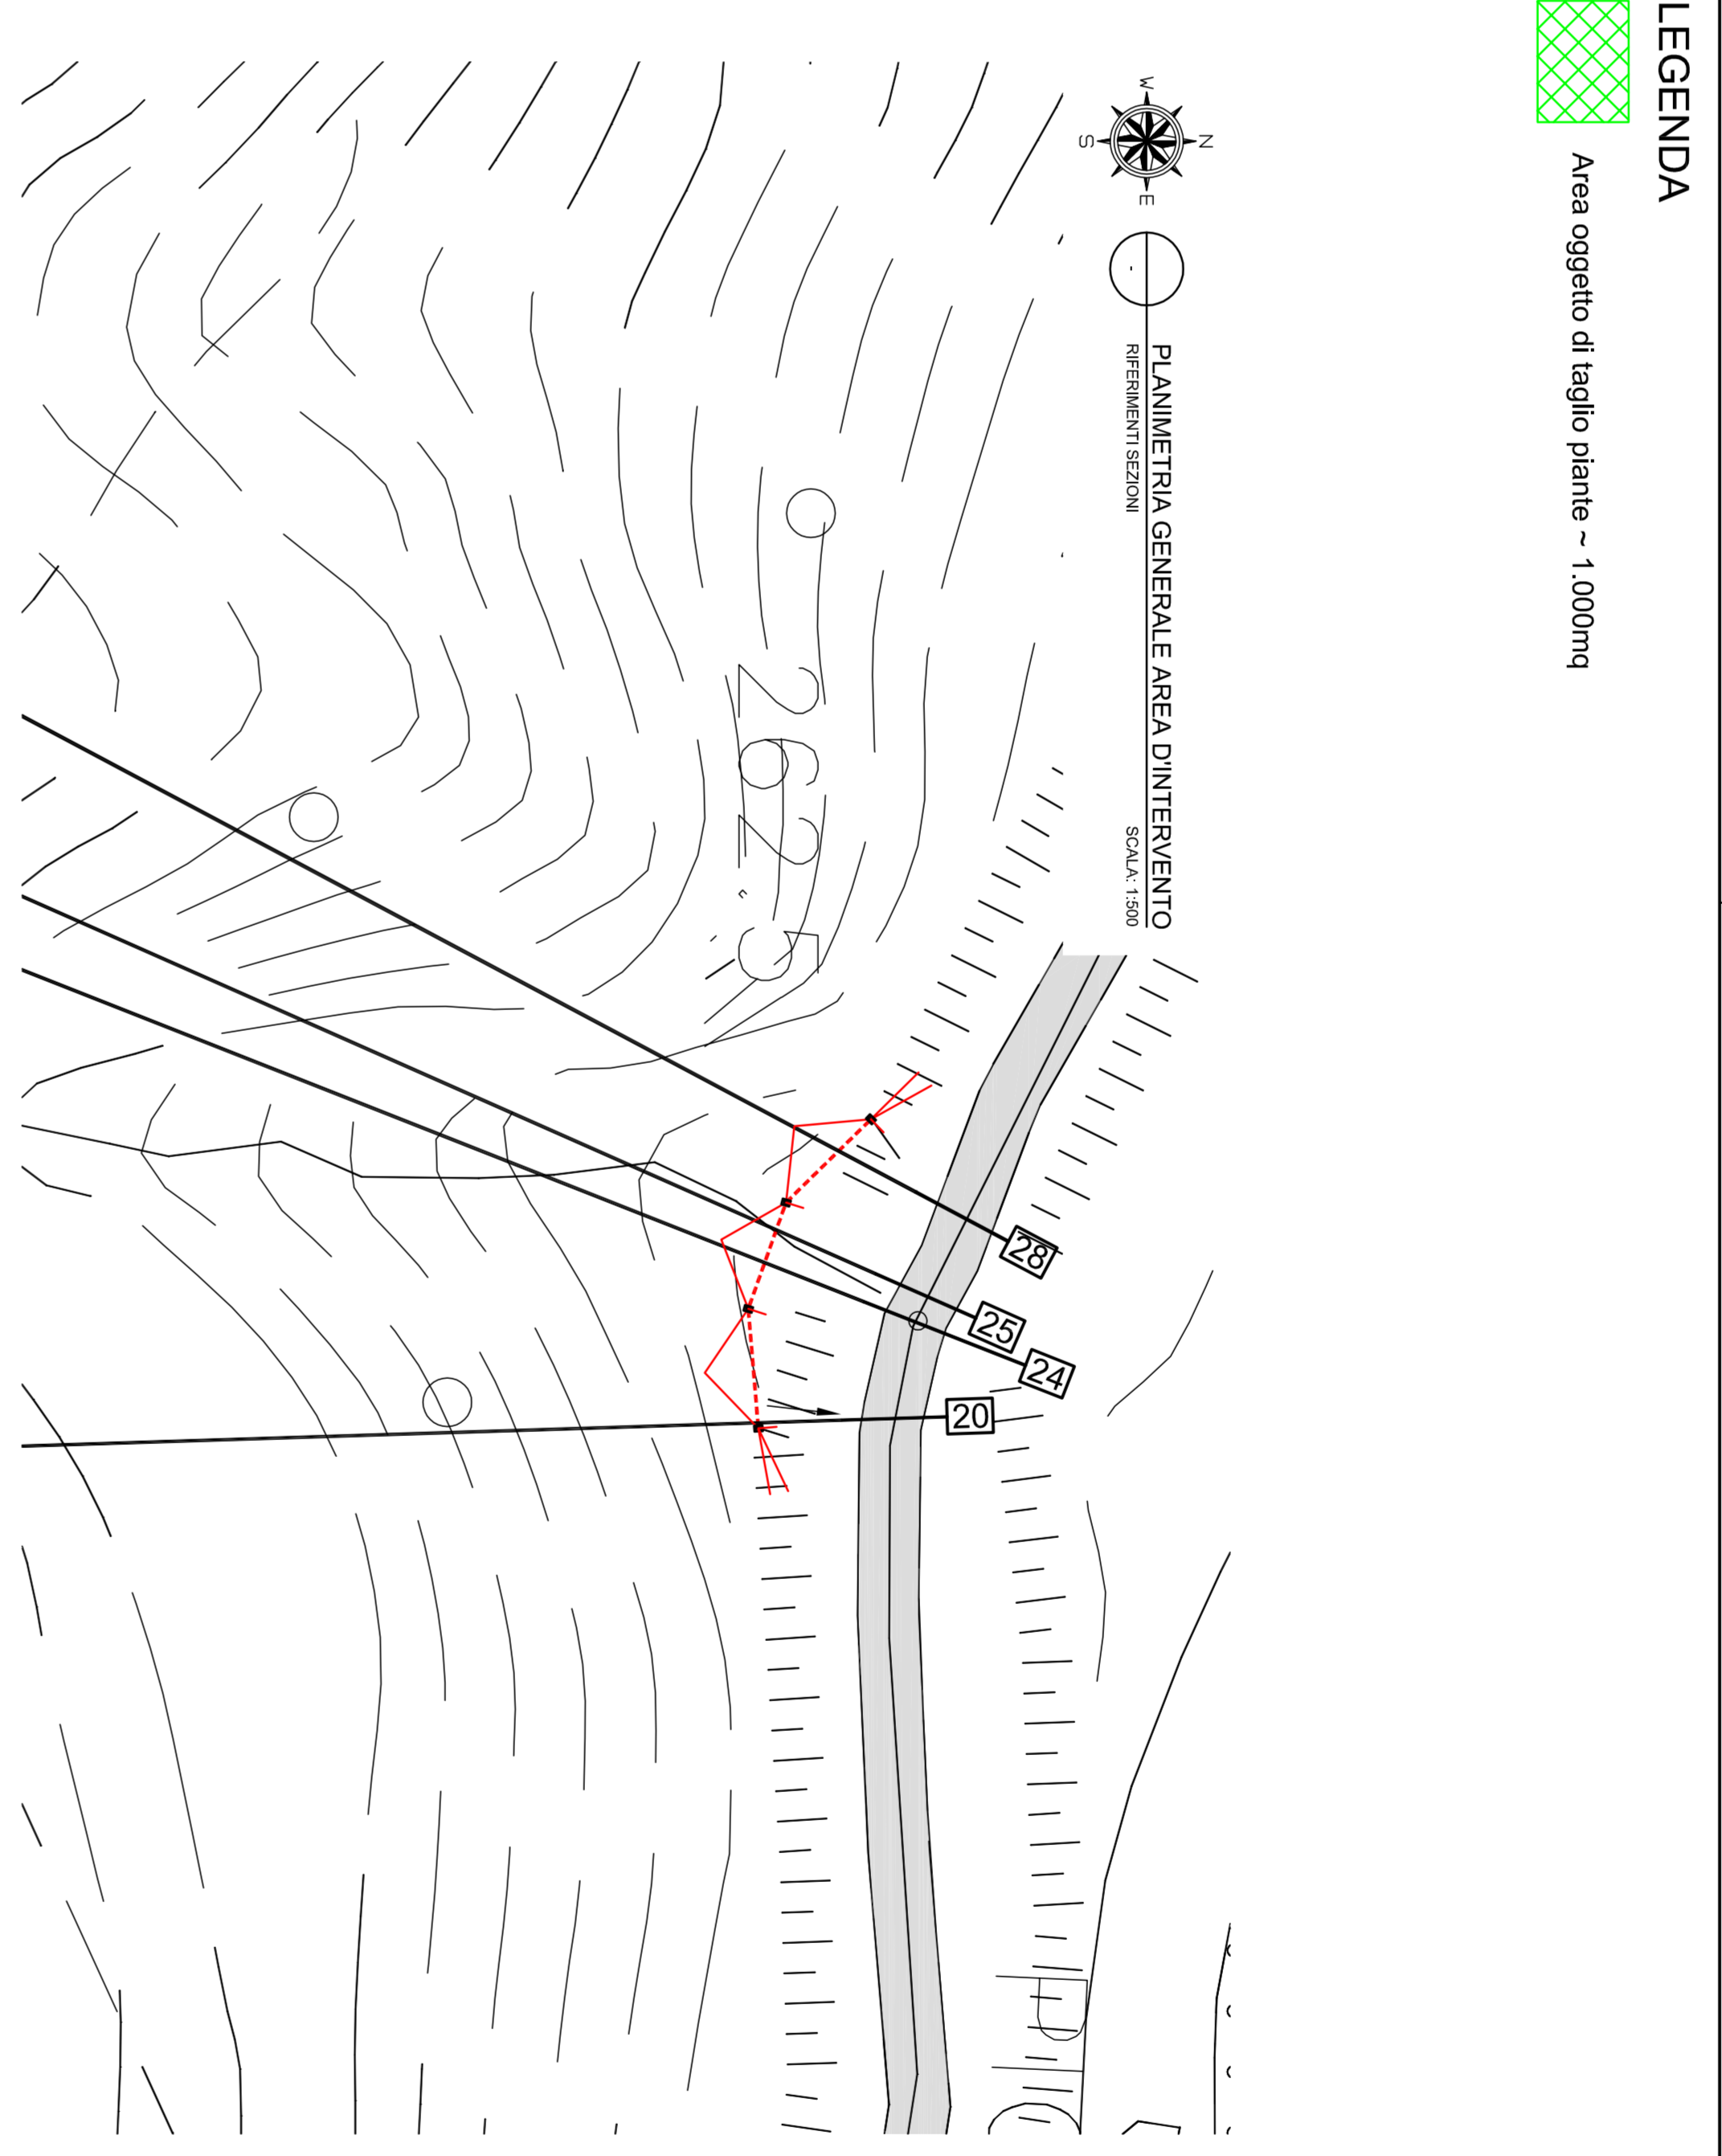 LEGENDA
Area oggetto di taglio piante ~ 1.000mq
N
W
E
S
-
PLANIMETRIA GENERALE AREA D'INTERVENTO
RIFERIMENTI SEZIONI
SCALA: 1:500
262.5
28
25
24
20